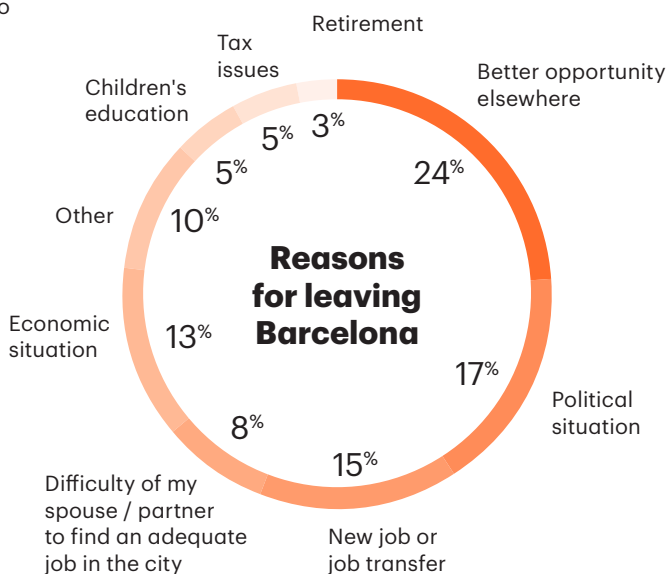 o
Retirement
Tax
issues
Better opportunity
elsewhere
Children's
education
3%
5%
24%
5%
Other
10%
Reasons
for leaving
Barcelona
Economic
situation
13%
17%
Political
situation
8%
15%
Difficulty of my
spouse / partner
to find an adequate
job in the city
New job or
job transfer